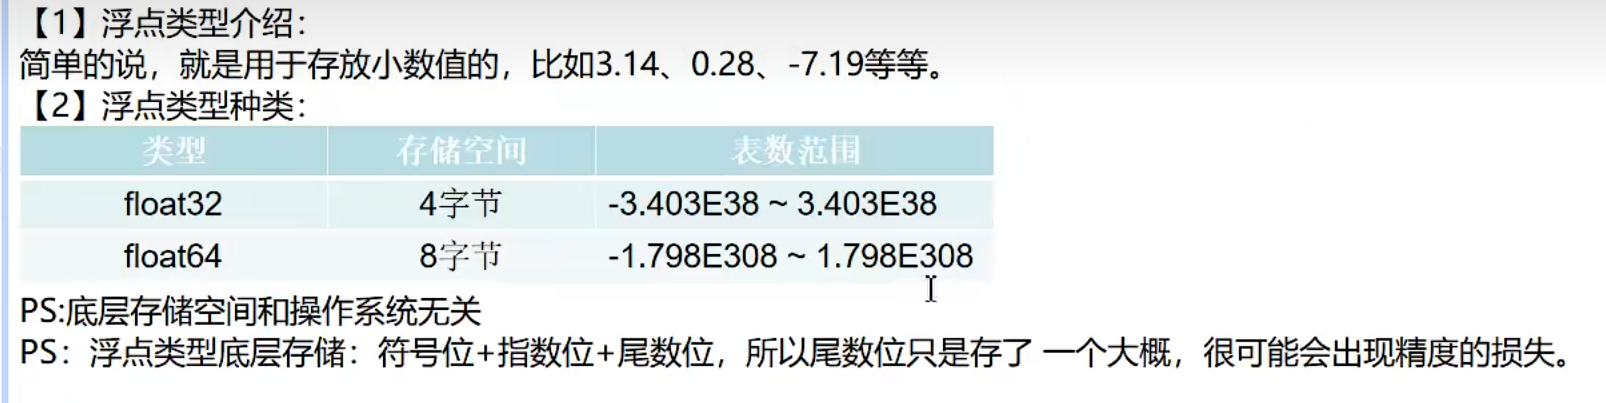 【1】浮点类型介绍：
简单的说，就是用于存放小数值的，比如3.14、0.28、-7.19等等。
【2】浮点类型种类：
类型 存储空间 表数范围
float32 4字节 -3.403E38 ~ 3.403E38
float64 8字节 -1.798E308 ~ 1.798E308
PS:底层存储空间和操作系统无关
PS：浮点类型底层存储：符号位+指数位+尾数位，所以尾数位只是存了 一个大概，很可能会出现精度的损失。